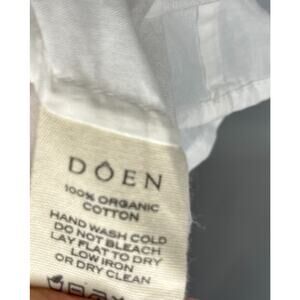 DÔEN
100% ORGANIC
COTTON
HAND WASH COLD
DO NOT BLEACH
LAY FLAT TO DRY
LOW IRON
OR DRY CLEAN